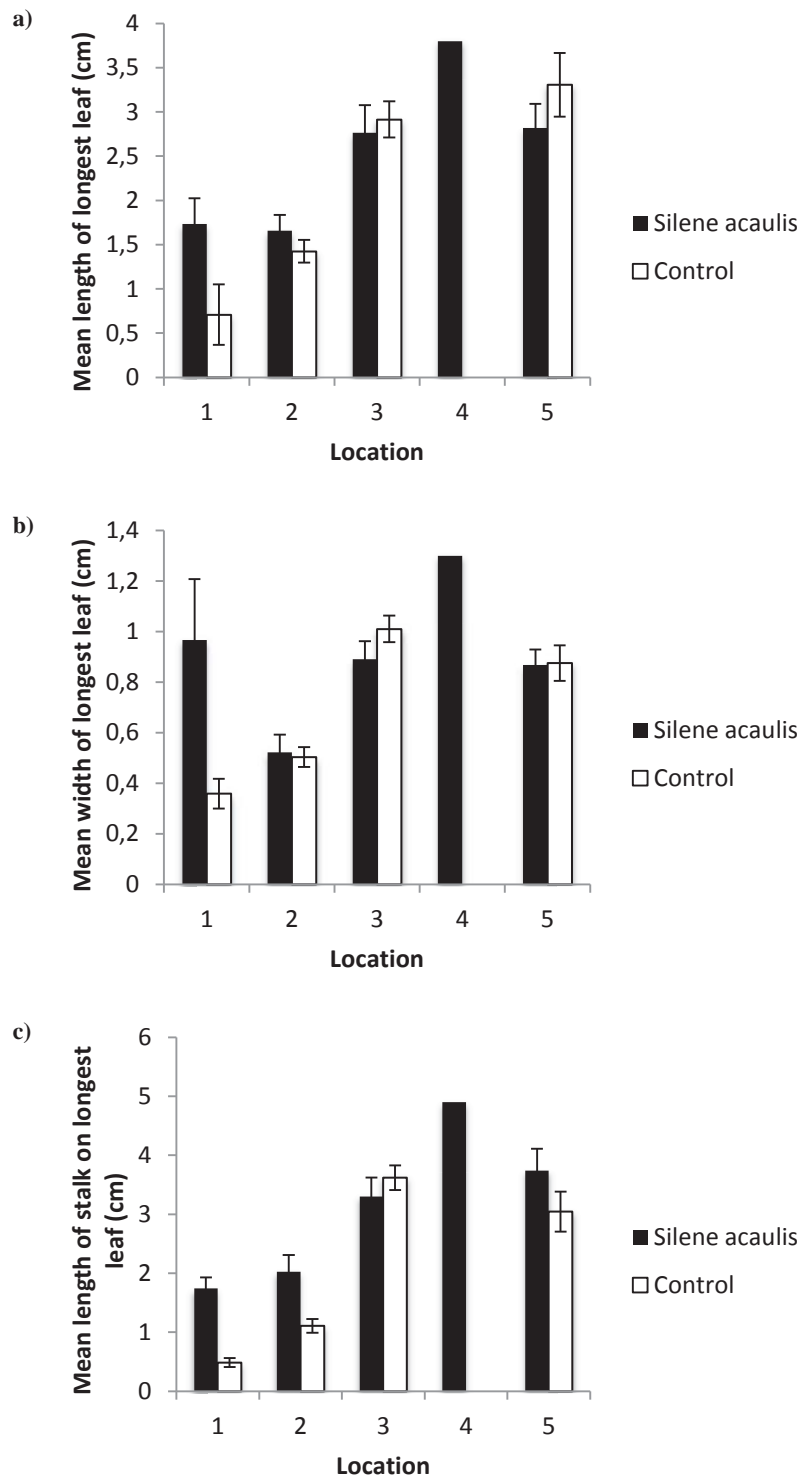 a)
Mean length of longest leaf (cm)
4
3,5
3
2,5
2
1,5
1
0,5
0
1 2 3 4 5
Location
Silene acaulis
Control
b)
Mean width of longest leaf (cm)
1,4
1,2
1
0,8
0,6
0,4
0,2
0
1 2 3 4 5
Location
Silene acaulis
Control
c)
Mean length of stalk on longest
leaf (cm)
6
5
4
3
2
1
0
1 2 3 4 5
Location
Silene acaulis
Control